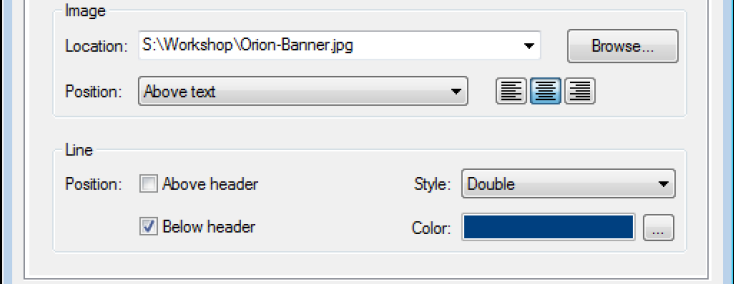 Image
Location: S:\Workshop\Orion-Banner.jpg Browse...
Position: Above text
Line
Position: Above header Style: Double
Below header Color: ...